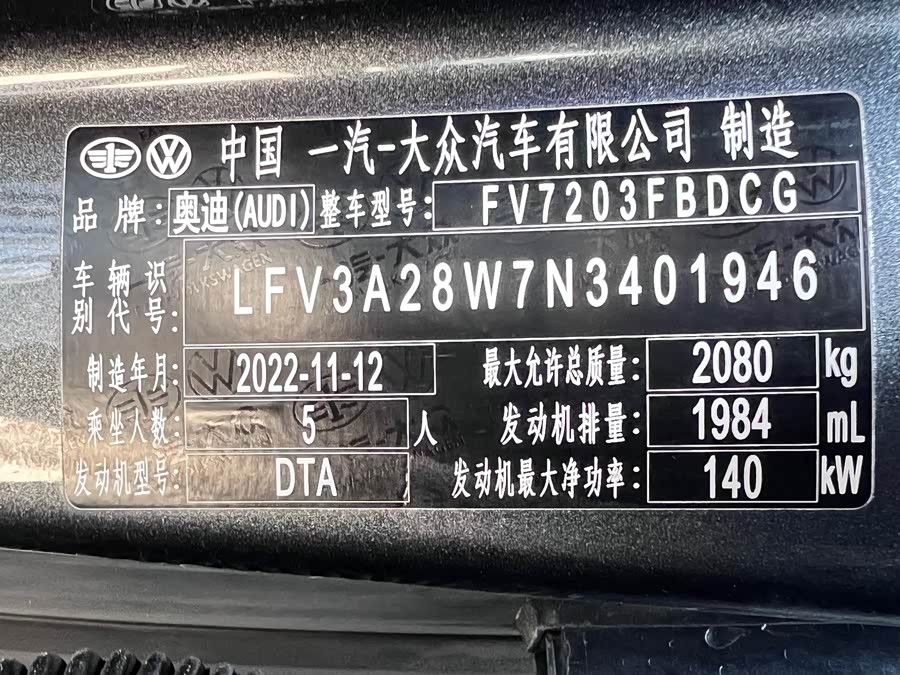 中国 一汽-大众汽车有限公司 制造
品牌: 奥迪(AUDI) 整车型号: FV7203FBDCG
车辆识别代号: LFV3A28W7N3401946
制造年月: 2022-11-12 最大允许总质量: 2080 kg
乘坐人数: 5 人 发动机排量: 1984 mL
发动机型号: DTA 发动机最大净功率: 140 kW